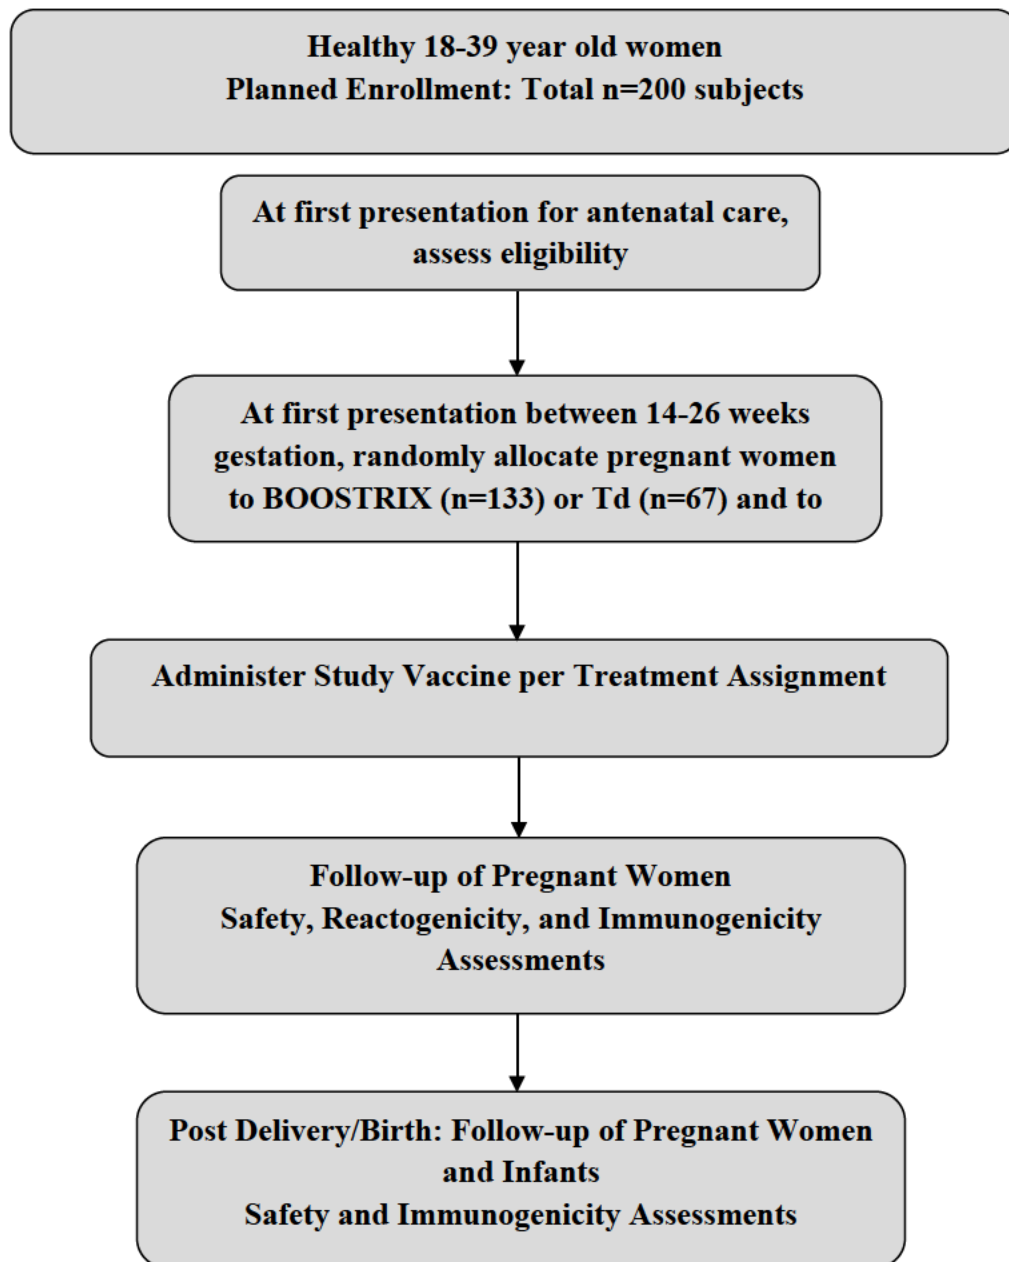 Healthy 18-39 year old women
Planned Enrollment: Total n=200 subjects
At first presentation for antenatal care,
assess eligibility
At first presentation between 14-26 weeks
gestation, randomly allocate pregnant women
to BOOSTRIX (n=133) or Td (n=67) and to
Administer Study Vaccine per Treatment Assignment
Follow-up of Pregnant Women
Safety, Reactogenicity, and Immunogenicity
Assessments
Post Delivery/Birth: Follow-up of Pregnant Women
and Infants
Safety and Immunogenicity Assessments